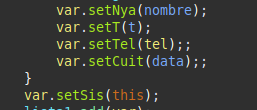 var.setNya(nombre);
var.setT(t);
var.setTel(tel);;
var.setCuit(data);;
}
var.setSis(this);